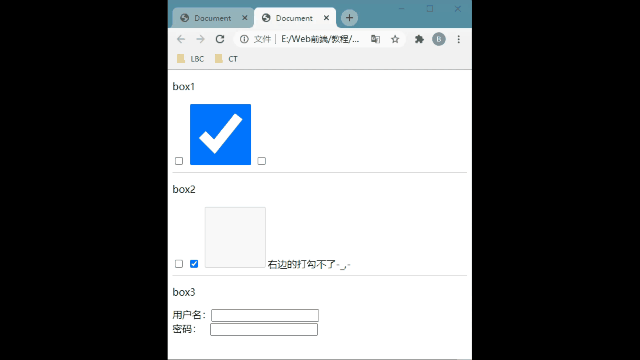 Document
Document
文件 E:/Web前端/教程/...
B
LBC CT
box1
box2
右边的打勾不了-_,-
box3
用户名:
密码: